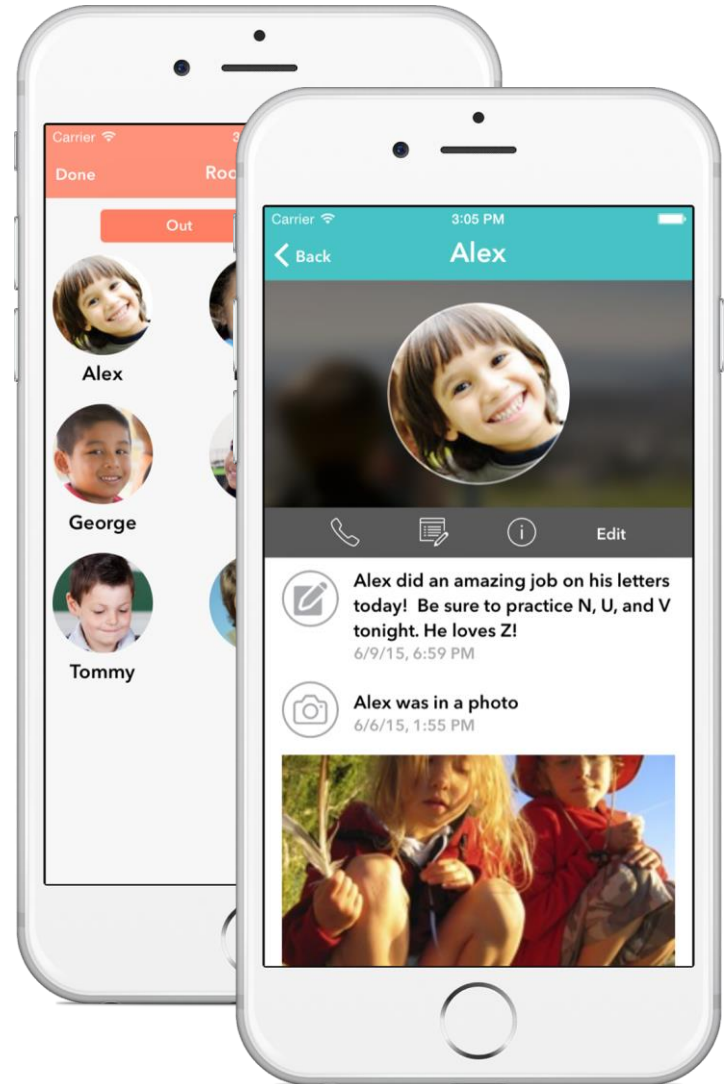 Carrier
Done
Out
Alex
George
Tommy
Carrier 3:05 PM
Back Alex
Edit
Alex did an amazing job on his letters
today! Be sure to practice N, U, and V
tonight. He loves Z!
6/9/15, 6:59 PM
Alex was in a photo
6/6/15, 1:55 PM